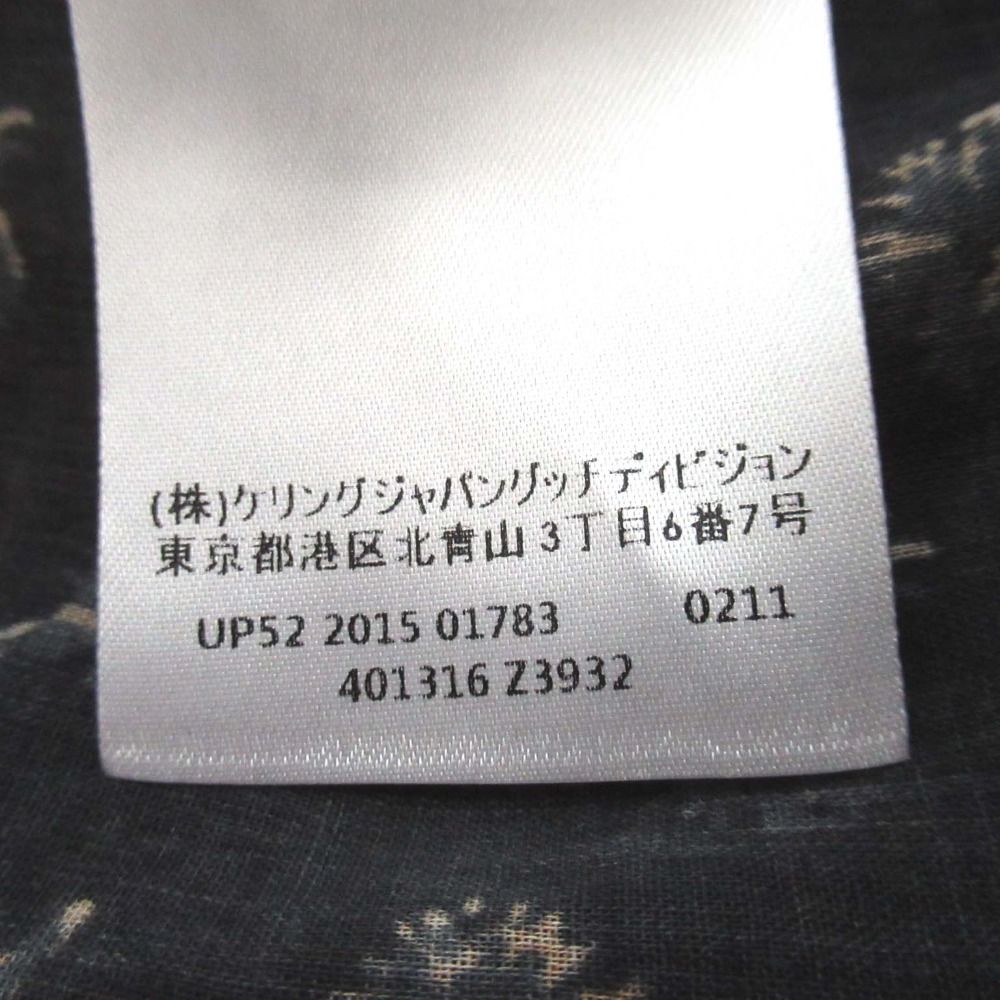 (株)ケリングジャパングッチディビジョン
東京都港区北青山3丁目6番7号
UP52 2015 01783 0211
401316 Z3932